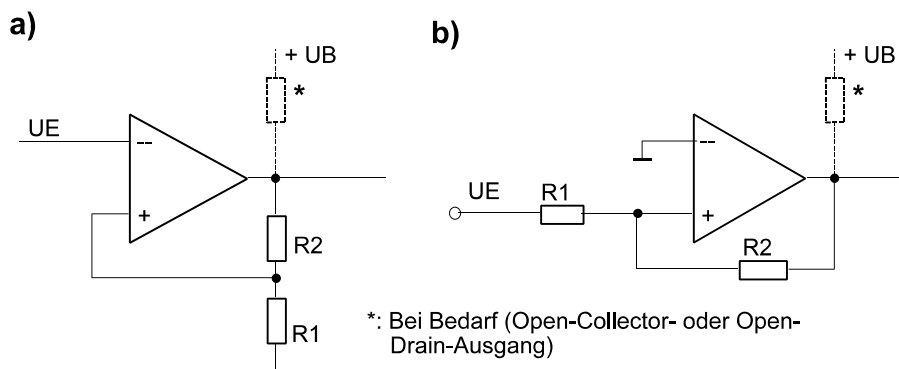 a)
+ UB
*
UE
--
+
R2
R1
b)
+ UB
*
UE
R1
--
+
R2
*: Bei Bedarf (Open-Collector- oder Open-
Drain-Ausgang)